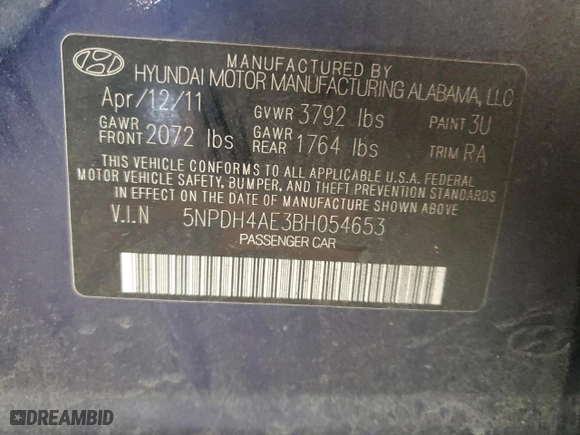 MANUFACTURED BY
HYUNDAI MOTOR MANUFACTURING ALABAMA, LLC
Apr/12/11 GVWR 3792 lbs PAINT 3U
GAWR FRONT 2072 lbs GAWR REAR 1764 lbs TRIM RA
THIS VEHICLE CONFORMS TO ALL APPLICABLE U.S.A. FEDERAL
MOTOR VEHICLE SAFETY, BUMPER, AND THEFT PREVENTION STANDARDS
IN EFFECT ON THE DATE OF MANUFACTURE SHOWN ABOVE.
V.I.N 5NPDH4AE3BH054653
PASSENGER CAR
DREAMBID